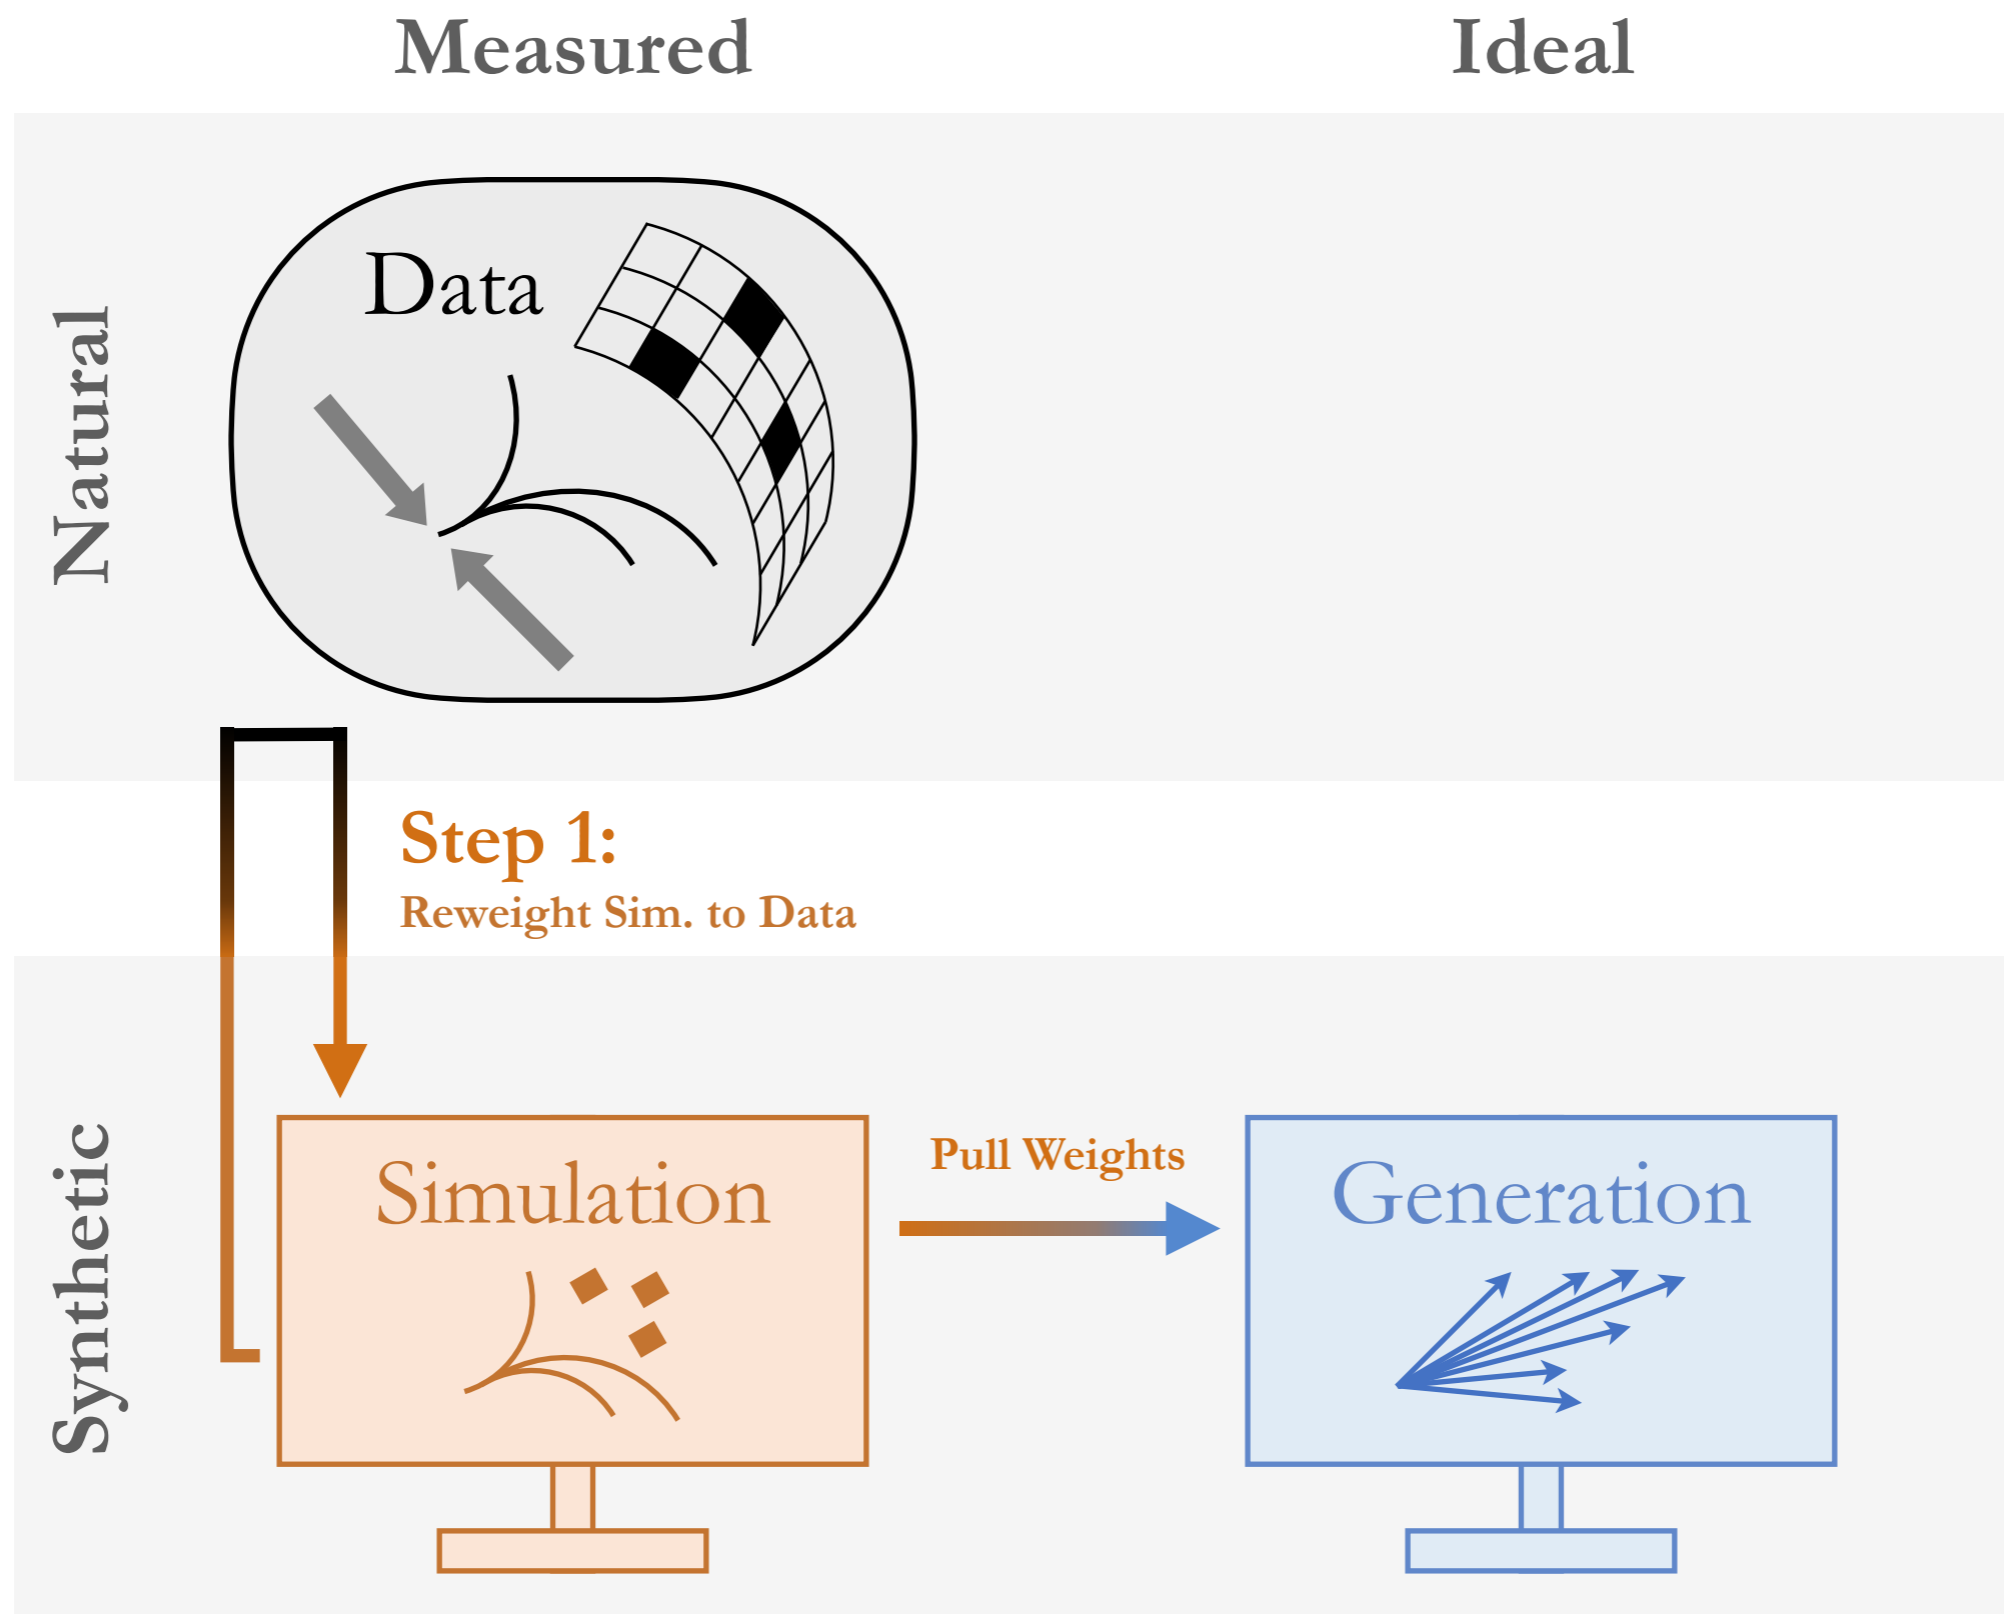 Measured
Ideal
Natural
Data
Step 1:
Reweight Sim. to Data
Synthetic
Simulation
Pull Weights
Generation